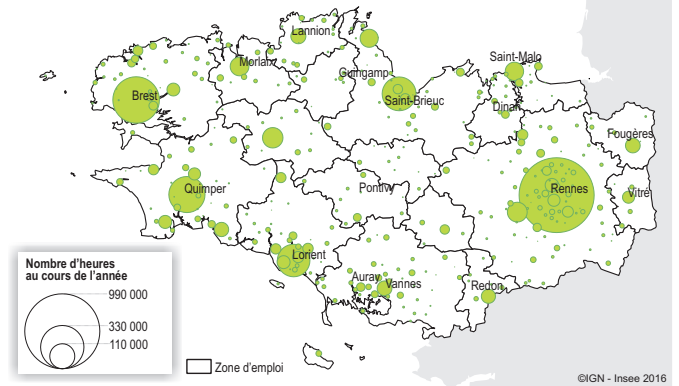 Lannion
Morlaix
Saint-Malo
Guingamp
Brest
Saint-Brieuc
Dinan
Fougères
Quimper
Pontivy
Rennes
Vitré
Lorient
Auray
Vannes
Redon
Nombre d'heures
au cours de l'année
990 000
330 000
110 000
Zone d'emploi
©IGN - Insee 2016